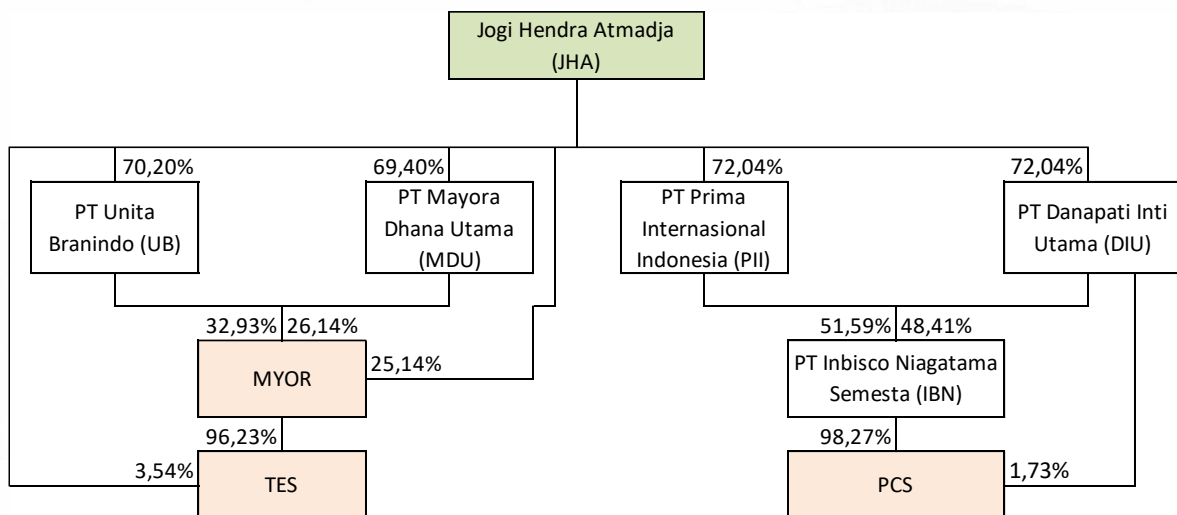 Jogi Hendra Atmadja
(JHA)
70,20%
69,40%
72,04%
72,04%
PT Unita
Branindo (UB)
PT Mayora
Dhana Utama
(MDU)
PT Prima
Internasional
Indonesia (PII)
PT Danapati Inti
Utama (DIU)
32,93%
26,14%
51,59%
48,41%
MYOR
25,14%
PT Inbisco Niagatama
Semesta (IBN)
96,23%
98,27%
3,54%
TES
PCS
1,73%